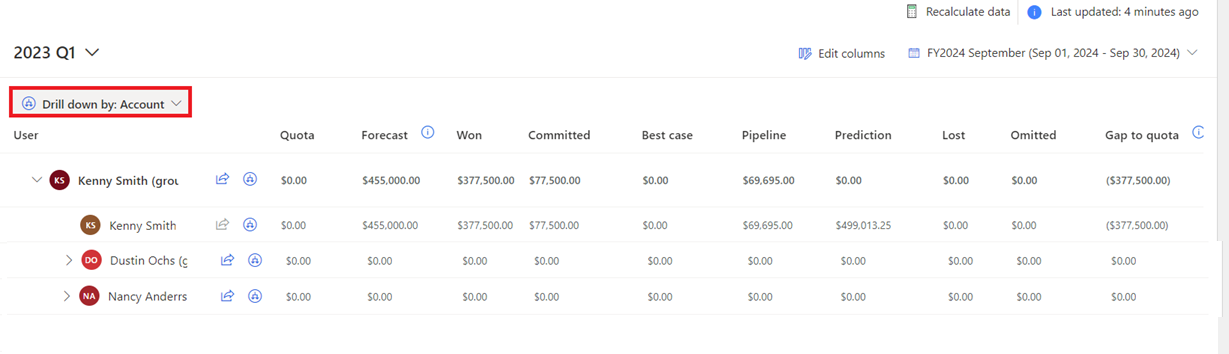 Recalculate data Last updated: 4 minutes ago
2023 Q1 Edit columns FY2024 September (Sep 01, 2024 - Sep 30, 2024)
Drill down by: Account
User Quota Forecast Won Committed Best case Pipeline Prediction Lost Omitted Gap to quota
KS Kenny Smith (grou $0.00 $455,000.00 $377,500.00 $77,500.00 $0.00 $69,695.00 $0.00 $0.00 $0.00 ($377,500.00)
KS Kenny Smith $0.00 $455,000.00 $377,500.00 $77,500.00 $0.00 $69,695.00 $499,013.25 $0.00 $0.00 ($377,500.00)
DO Dustin Ochs (g $0.00 $0.00 $0.00 $0.00 $0.00 $0.00 $0.00 $0.00 $0.00 $0.00
NA Nancy Anderrs $0.00 $0.00 $0.00 $0.00 $0.00 $0.00 $0.00 $0.00 $0.00 $0.00